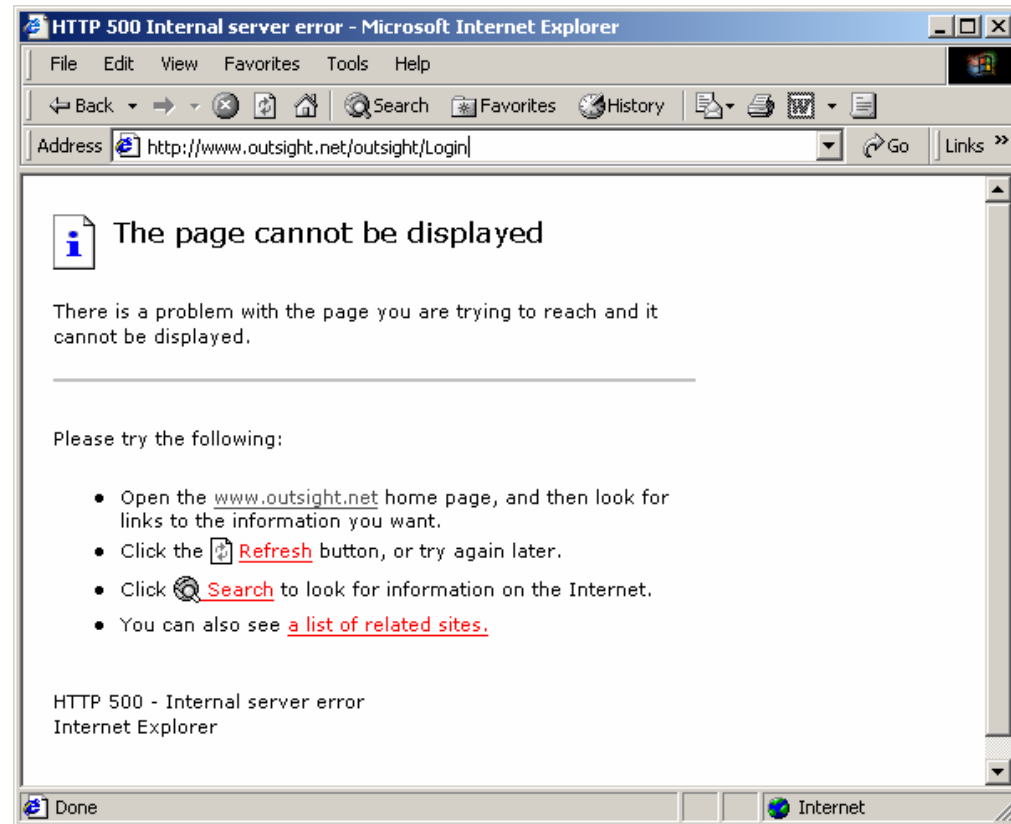 HTTP 500 Internal server error - Microsoft Internet Explorer
File Edit View Favorites Tools Help
Back Search Favorites History
Address http://www.outsight.net/outsight/Login Go Links »
The page cannot be displayed
There is a problem with the page you are trying to reach and it
cannot be displayed.
Please try the following:
• Open the www.outsight.net home page, and then look for
links to the information you want.
• Click the Refresh button, or try again later.
• Click Search to look for information on the Internet.
• You can also see a list of related sites.
HTTP 500 - Internal server error
Internet Explorer
Done Internet